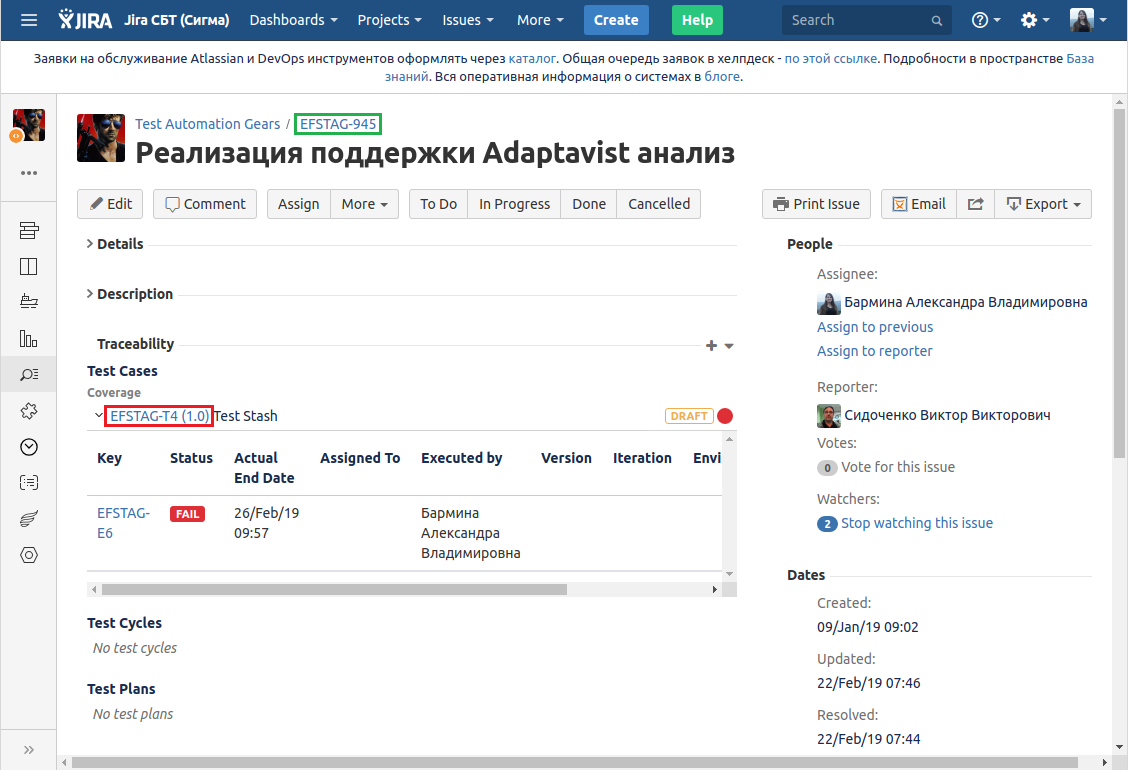 JIRA Jira СБТ (Сигма) Dashboards Projects Issues More Create Help Search
Заявки на обслуживание Atlassian и DevOps инструментов оформлять через каталог. Общая очередь заявок в хелпдеск - по этой ссылке. Подробности в пространстве База
знаний. Вся оперативная информация о системах в блоге.
Test Automation Gears / EFSTAG-945
Реализация поддержки Adaptavist анализ
Edit Comment Assign More To Do In Progress Done Cancelled Print Issue Email Export
Details
Description
Traceability
Test Cases
Coverage
EFSTAG-T4 (1.0) Test Stash DRAFT
Key Status Actual End Date Assigned To Executed by Version Iteration Envi
EFSTAG-E6 FAIL 26/Feb/19 09:57 Бармина Александра Владимировна
Test Cycles
No test cycles
Test Plans
No test plans
People
Assignee:
Бармина Александра Владимировна
Assign to previous
Assign to reporter
Reporter:
Сидоченко Виктор Викторович
Votes:
0 Vote for this issue
Watchers:
2 Stop watching this issue
Dates
Created:
09/Jan/19 09:02
Updated:
22/Feb/19 07:46
Resolved:
22/Feb/19 07:44